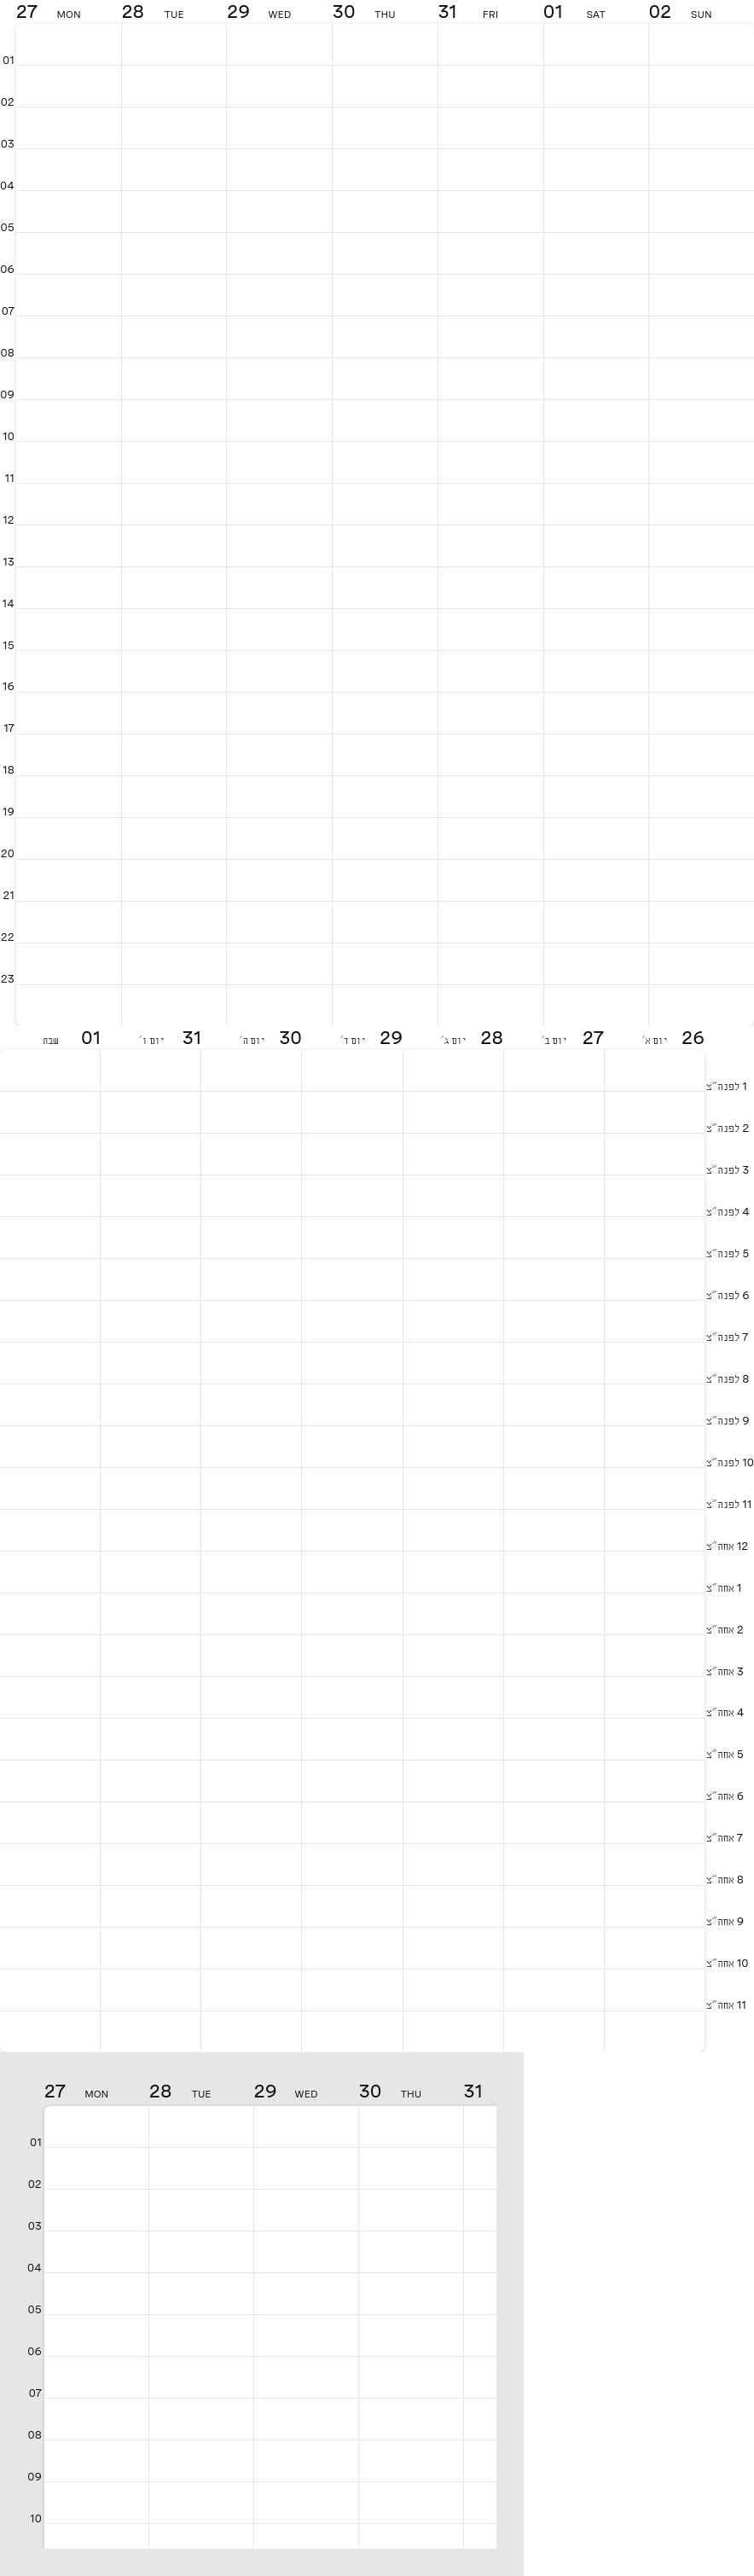 27 MON 28 TUE 29 WED 30 THU 31 FRI 01 SAT 02 SUN
01
02
03
04
05
06
07
08
09
10
11
12
13
14
15
16
17
18
19
20
21
22
23
26 יום א׳ 27 יום ב׳ 28 יום ג׳ 29 יום ד׳ 30 יום ה׳ 31 יום ו׳ 01 שבת
1 לפנה״צ
2 לפנה״צ
3 לפנה״צ
4 לפנה״צ
5 לפנה״צ
6 לפנה״צ
7 לפנה״צ
8 לפנה״צ
9 לפנה״צ
10 לפנה״צ
11 לפנה״צ
12 אחה״צ
1 אחה״צ
2 אחה״צ
3 אחה״צ
4 אחה״צ
5 אחה״צ
6 אחה״צ
7 אחה״צ
8 אחה״צ
9 אחה״צ
10 אחה״צ
11 אחה״צ
27 MON 28 TUE 29 WED 30 THU 31
01
02
03
04
05
06
07
08
09
10